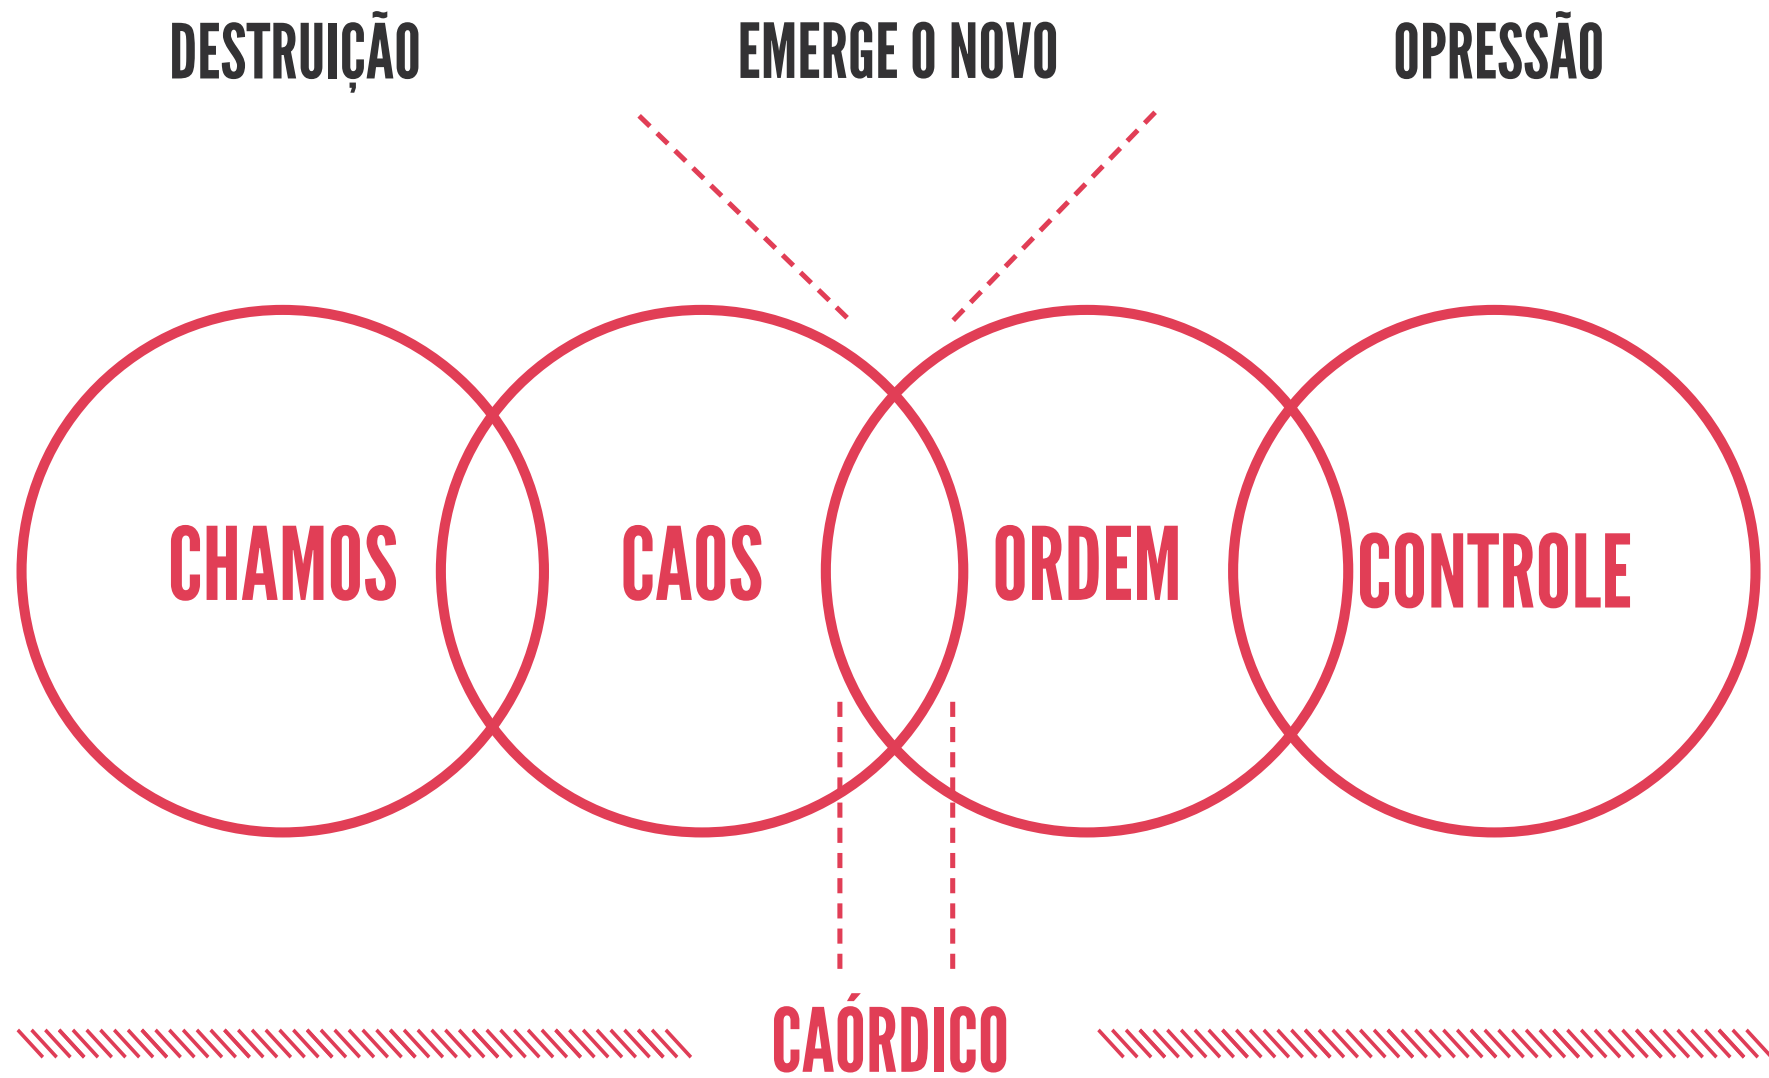 DESTRUIÇÃO
EMERGE O NOVO
OPRESSÃO
CHAMOS
CAOS
ORDEM
CONTROLE
CAÓRDICO